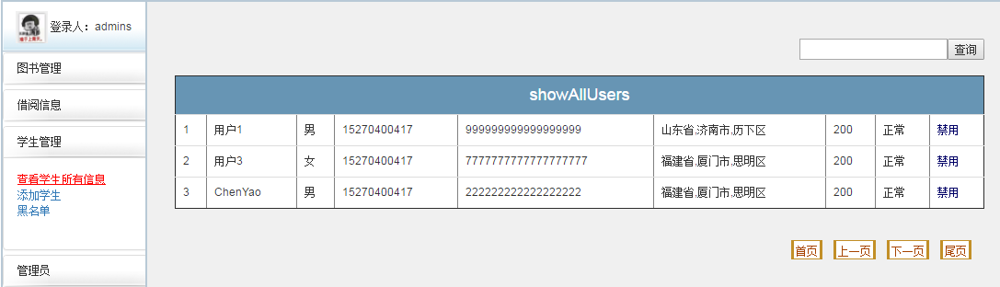 登录人：admins
图书管理
借阅信息
学生管理
查看学生所有信息
添加学生
黑名单
管理员
查询
showAllUsers
1 用户1 男 15270400417 999999999999999999 山东省,济南市,历下区 200 正常 禁用
2 用户3 女 15270400417 7777777777777777777 福建省,厦门市,思明区 200 正常 禁用
3 ChenYao 男 15270400417 222222222222222222 福建省,厦门市,思明区 200 正常 禁用
首页 上一页 下一页 尾页